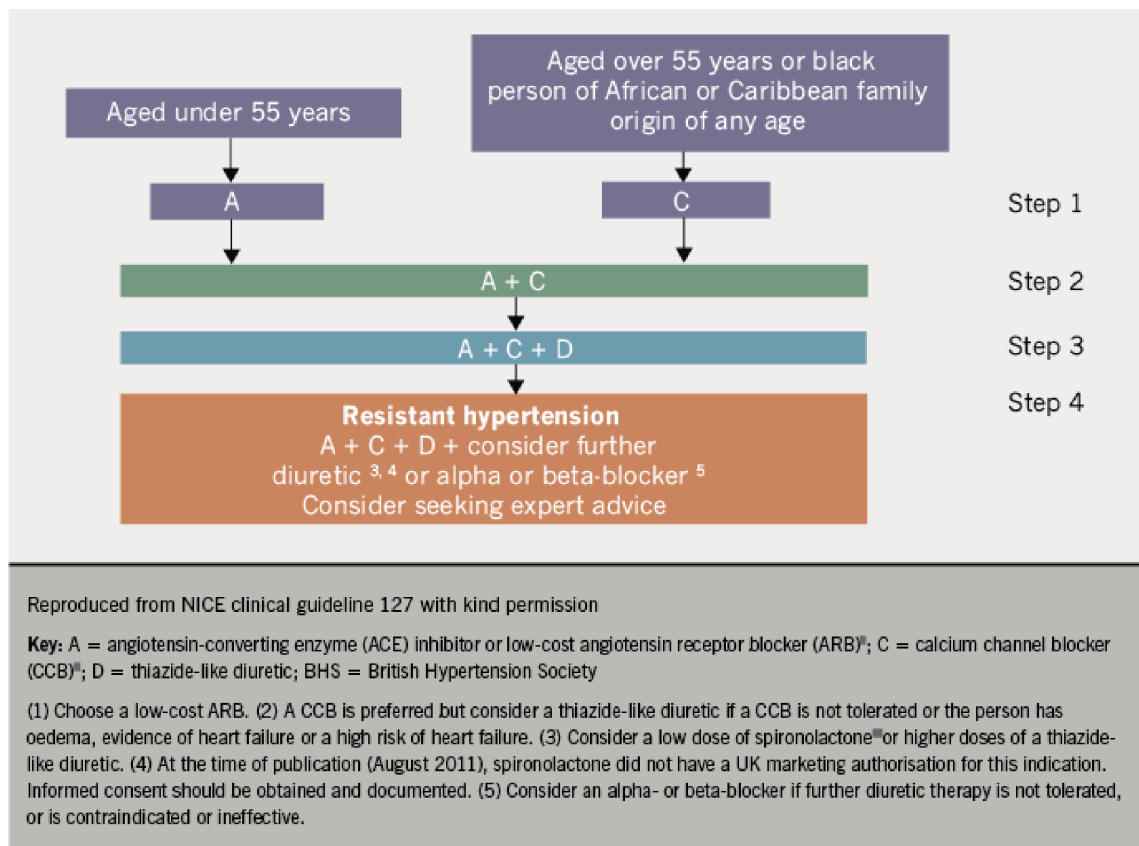 Aged under 55 years
Aged over 55 years or black
person of African or Caribbean family
origin of any age
A
C
Step 1
A + C
Step 2
A + C + D
Step 3
Resistant hypertension
A + C + D + consider further
diuretic 3, 4 or alpha or beta-blocker 5
Consider seeking expert advice
Step 4
Reproduced from NICE clinical guideline 127 with kind permission
Key: A = angiotensin-converting enzyme (ACE) inhibitor or low-cost angiotensin receptor blocker (ARB); C = calcium channel blocker
(CCB); D = thiazide-like diuretic; BHS = British Hypertension Society
(1) Choose a low-cost ARB. (2) A CCB is preferred but consider a thiazide-like diuretic if a CCB is not tolerated or the person has
oedema, evidence of heart failure or a high risk of heart failure. (3) Consider a low dose of spironolactone or higher doses of a thiazide-
like diuretic. (4) At the time of publication (August 2011), spironolactone did not have a UK marketing authorisation for this indication.
Informed consent should be obtained and documented. (5) Consider an alpha- or beta-blocker if further diuretic therapy is not tolerated,
or is contraindicated or ineffective.